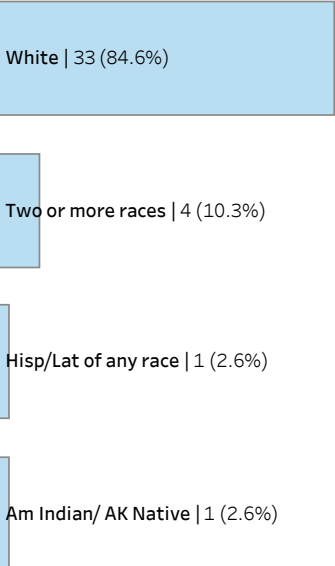 White | 33 (84.6%)
Two or more races | 4 (10.3%)
Hisp/Lat of any race | 1 (2.6%)
Am Indian/ AK Native | 1 (2.6%)